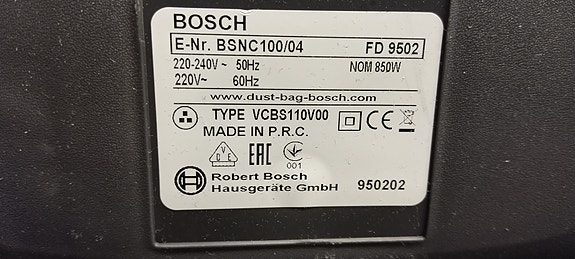 BOSCH
E-Nr. BSNC100/04 FD 9502
220-240V ~ 50Hz NOM 850W
220V ~ 60Hz
www.dust-bag-bosch.com
TYPE VCBS110V00
MADE IN P.R.C.
VDE EAC 001
Robert Bosch
Hausgeräte GmbH 950202